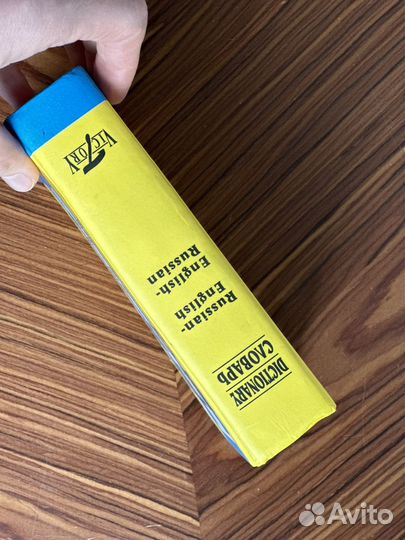 DICTIONARY
СЛОВАРЬ
Russian-
English
English-
Russian
VICTORY
Avito